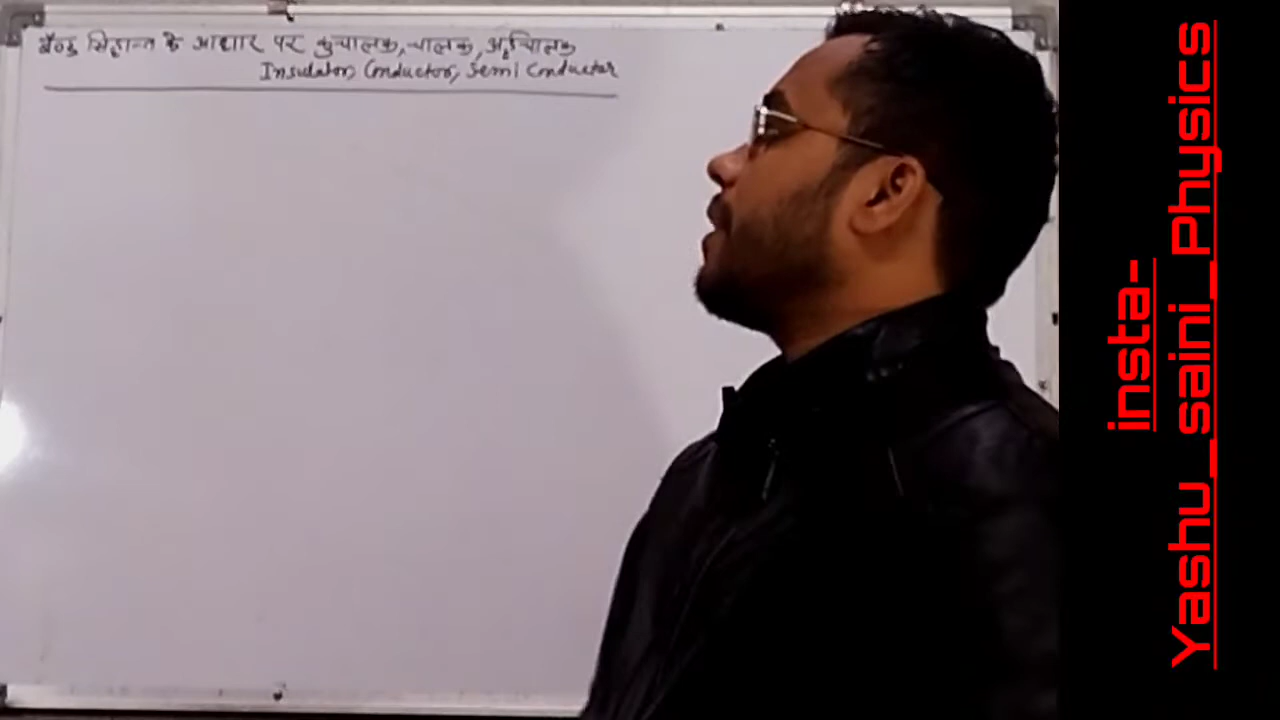 बैण्ड सिद्धान्त के आधार पर कुचालक, चालक, अर्द्धचालक
Insulator, Conductor, Semi Conductor
insta-
Yashu_saini_Physics